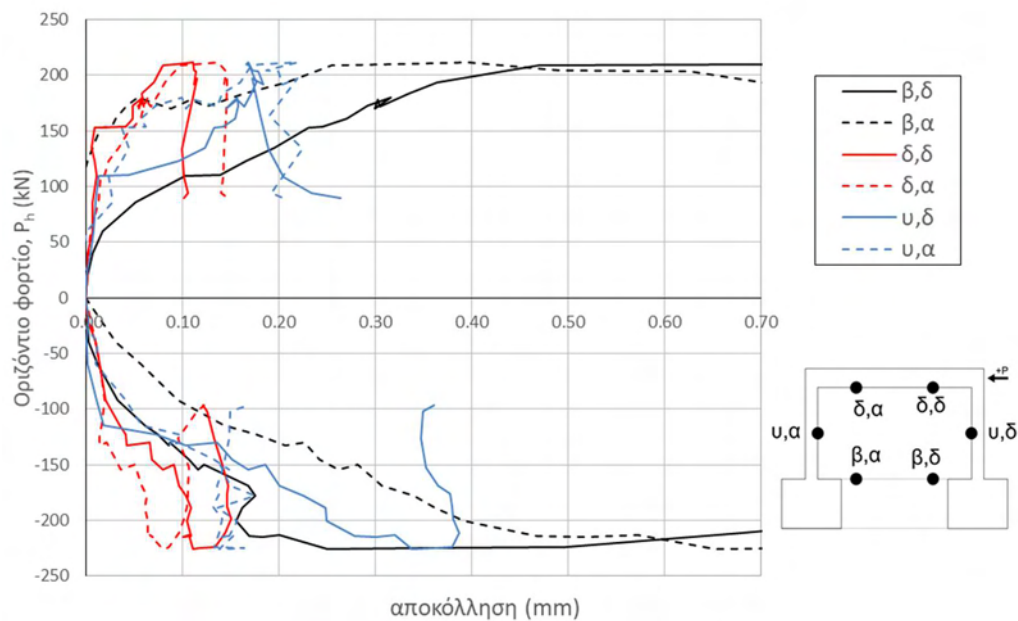 250
200
150
100
50
0
-50
-100
-150
-200
-250
0.00 0.10 0.20 0.30 0.40 0.50 0.60 0.70
Οριζόντιο φορτίο, Pₕ (kN)
αποκόλληση (mm)
β,δ
β,α
δ,δ
δ,α
υ,δ
υ,α
+P
δ,α δ,δ
υ,α υ,δ
β,α β,δ